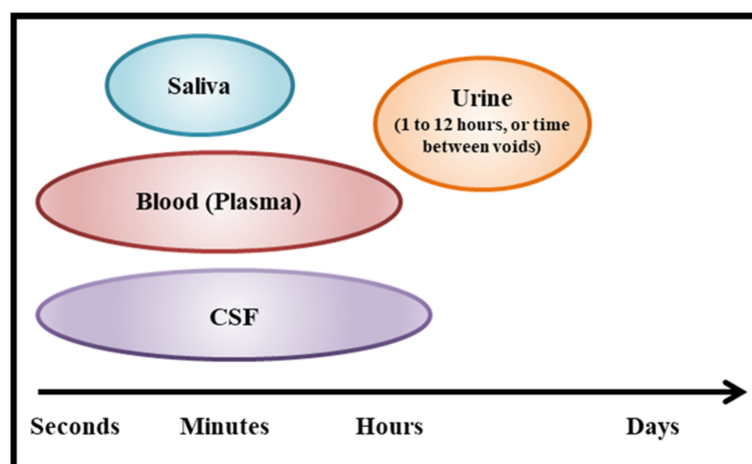 Saliva
Urine
(1 to 12 hours, or time
between voids)
Blood (Plasma)
CSF
Seconds Minutes Hours Days